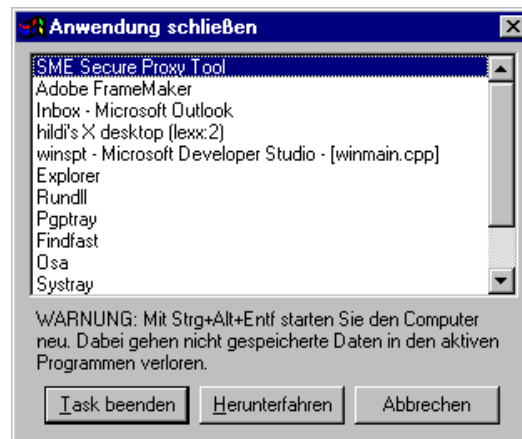 Anwendung schließen
SME Secure Proxy Tool
Adobe FrameMaker
Inbox - Microsoft Outlook
hildi's X desktop (lexx:2)
winspt - Microsoft Developer Studio - [winmain.cpp]
Explorer
Rundll
Pgptray
Findfast
Osa
Systray
WARNUNG: Mit Strg+Alt+Entf starten Sie den Computer
neu. Dabei gehen nicht gespeicherte Daten in den aktiven
Programmen verloren.
Task beenden Herunterfahren Abbrechen